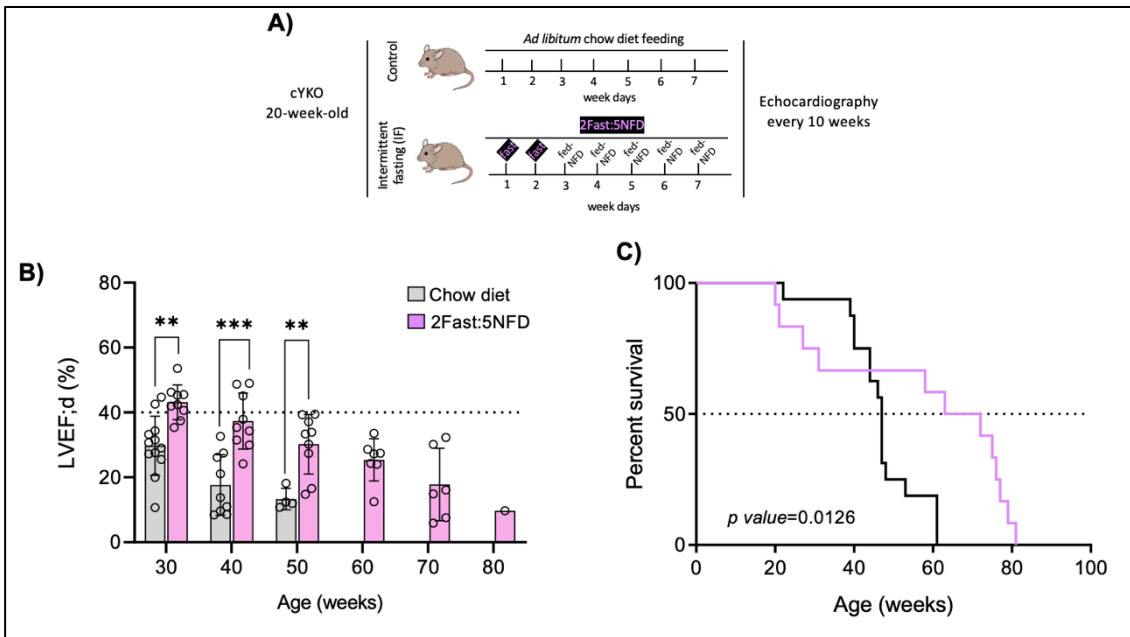 A)
cYKO
20-week-old
Control
Ad libitum chow diet feeding
1 2 3 4 5 6 7
week days
Intermittent
fasting (IF)
2Fast:5NFD
fast fast fed-NFD fed-NFD fed-NFD fed-NFD fed-NFD
1 2 3 4 5 6 7
week days
Echocardiography
every 10 weeks
B)
LVEF;d (%)
80
60
40
20
0
** *** **
Chow diet
2Fast:5NFD
30 40 50 60 70 80
Age (weeks)
C)
Percent survival
100
50
0
p value=0.0126
0 20 40 60 80 100
Age (weeks)